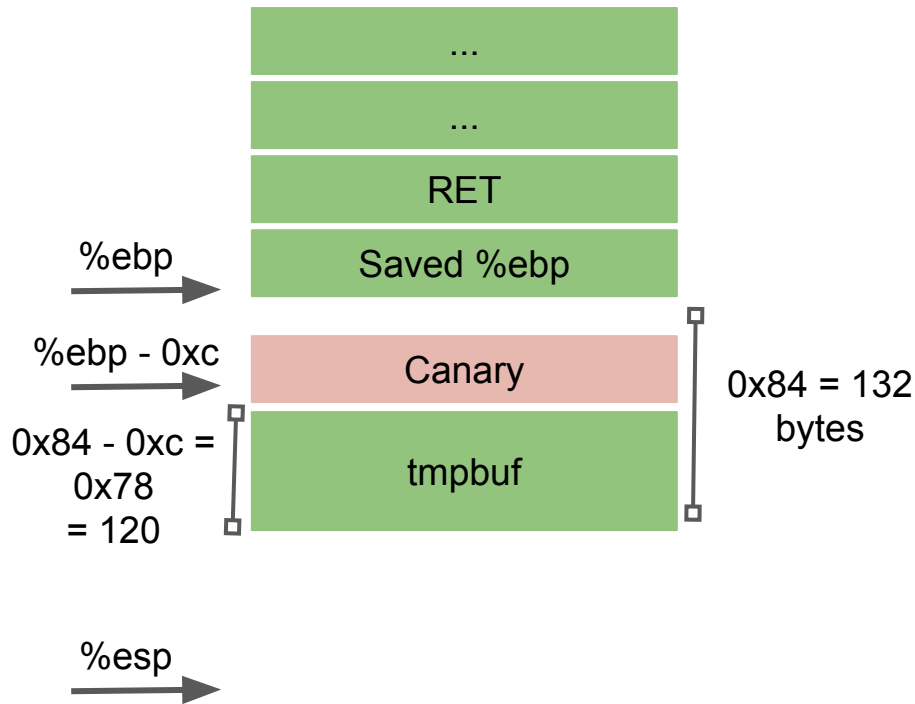 ...
...
RET
%ebp
Saved %ebp
%ebp - 0xc
Canary
0x84 = 132
bytes
0x84 - 0xc =
0x78
= 120
tmpbuf
%esp